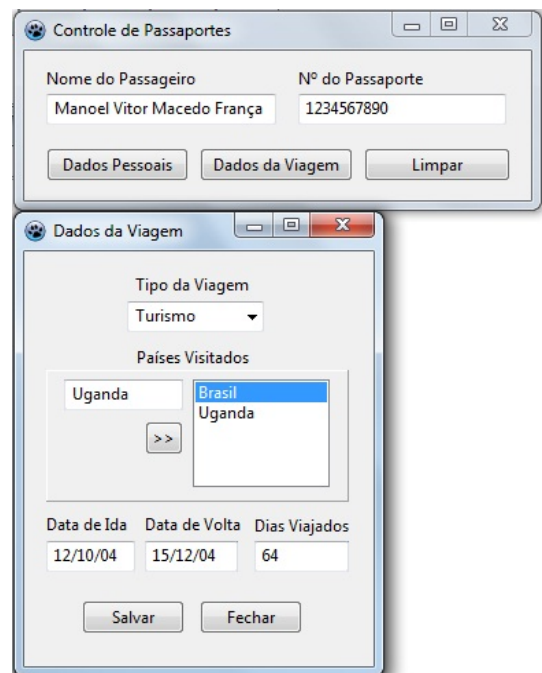 Controle de Passaportes
Nome do Passageiro Nº do Passaporte
Manoel Vitor Macedo França 1234567890
Dados Pessoais Dados da Viagem Limpar
Dados da Viagem
Tipo da Viagem
Turismo
Países Visitados
Uganda Brasil
Uganda
>>
Data de Ida Data de Volta Dias Viajados
12/10/04 15/12/04 64
Salvar Fechar